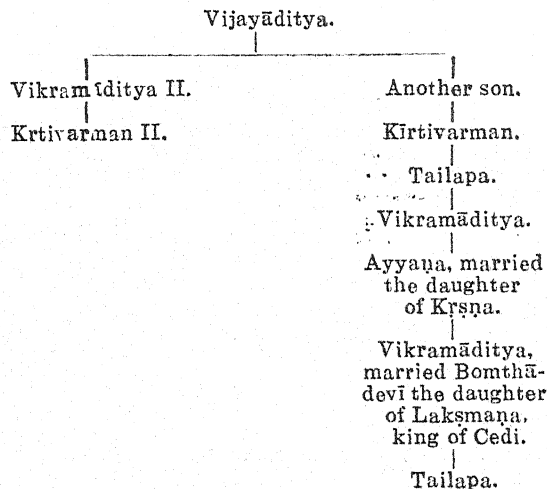 Vijayāditya.
Vikramāditya II. Another son.
Krtivarman II. Kīrtivarman.
Tailapa.
Vikramāditya.
Ayyaṇa, married
the daughter
of Kṛṣṇa.
Vikramāditya,
married Bomthā-
devī the daughter
of Lakṣmaṇa,
king of Cedi.
Tailapa.